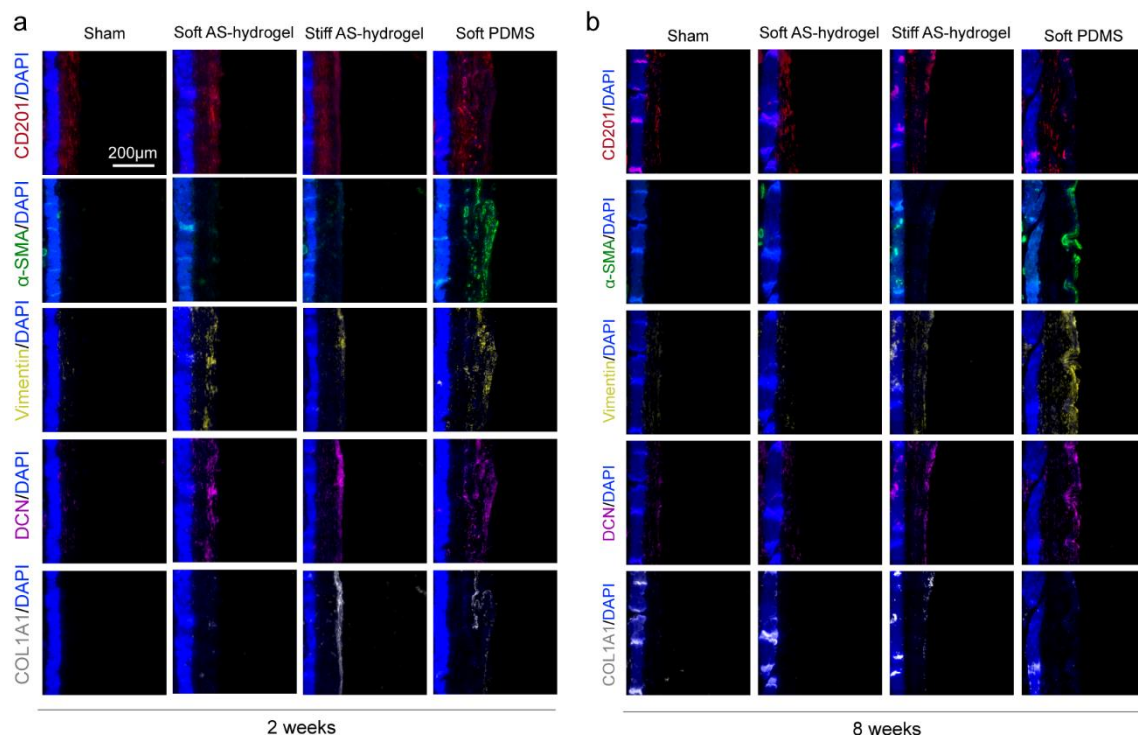 a
Sham Soft AS-hydrogel Stiff AS-hydrogel Soft PDMS
CD201/DAPI
200μm
α-SMA/DAPI
Vimentin/DAPI
DCN/DAPI
COL1A1/DAPI
2 weeks
b
Sham Soft AS-hydrogel Stiff AS-hydrogel Soft PDMS
CD201/DAPI
α-SMA/DAPI
Vimentin/DAPI
DCN/DAPI
COL1A1/DAPI
8 weeks